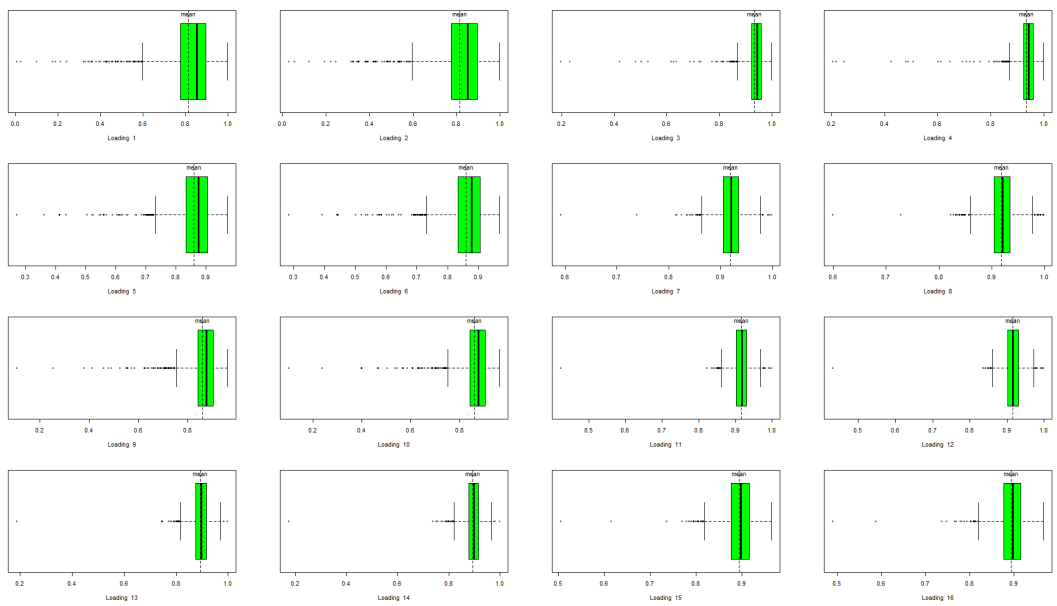 mean mean mean mean
0.0 0.2 0.4 0.6 0.8 1.0 0.0 0.2 0.4 0.6 0.8 1.0 0.2 0.4 0.6 0.8 1.0 0.2 0.4 0.6 0.8 1.0
Loading 1 Loading 2 Loading 3 Loading 4
mean mean mean mean
0.3 0.4 0.5 0.6 0.7 0.8 0.9 0.3 0.4 0.5 0.6 0.7 0.8 0.9 0.6 0.7 0.8 0.9 1.0 0.6 0.7 0.8 0.9 1.0
Loading 5 Loading 6 Loading 7 Loading 8
mean mean mean mean
0.2 0.4 0.6 0.8 0.2 0.4 0.6 0.8 0.5 0.6 0.7 0.8 0.9 1.0 0.5 0.6 0.7 0.8 0.9 1.0
Loading 9 Loading 10 Loading 11 Loading 12
mean mean mean mean
0.2 0.4 0.6 0.8 1.0 0.2 0.4 0.6 0.8 1.0 0.5 0.6 0.7 0.8 0.9 0.5 0.6 0.7 0.8 0.9
Loading 13 Loading 14 Loading 15 Loading 16